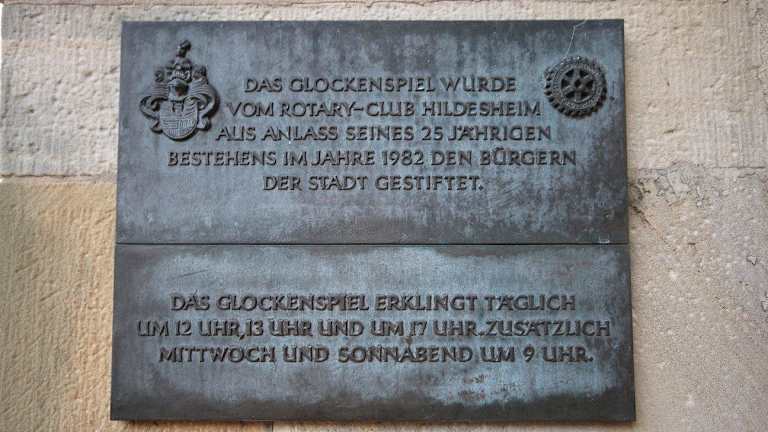 DAS GLOCKENSPIEL WURDE
VOM ROTARY-CLUB HILDESHEIM
AUS ANLASS SEINES 25 JÄHRIGEN
BESTEHENS IM JAHRE 1982 DEN BÜRGERN
DER STADT GESTIFTET.
DAS GLOCKENSPIEL ERKLINGT TÄGLICH
UM 12 UHR, 13 UHR UND UM 17 UHR. ZUSÄTZLICH
MITTWOCH UND SONNABEND UM 9 UHR.